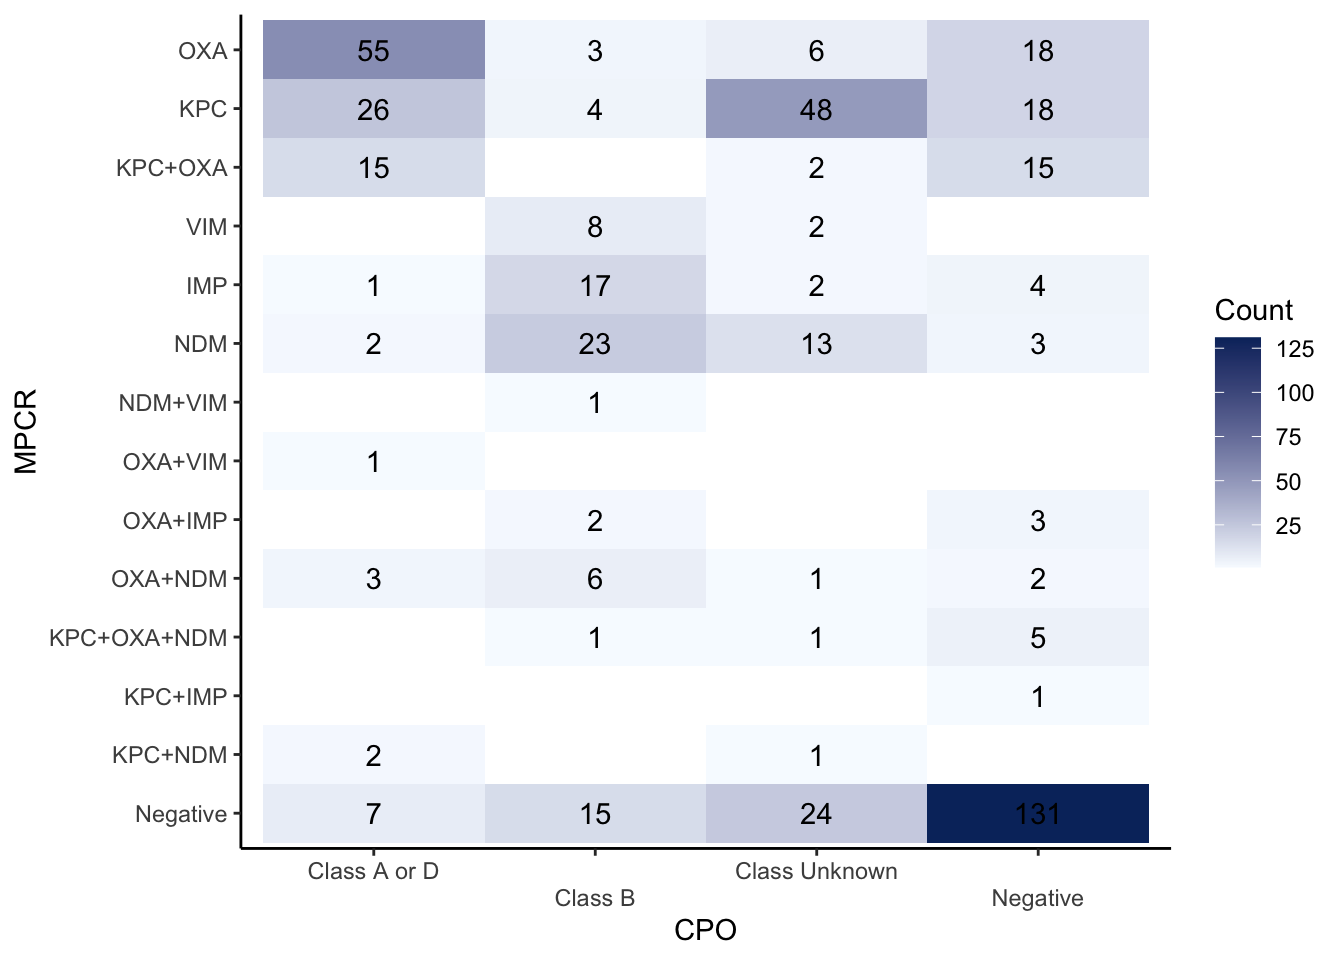 OXA 55 3 6 18
KPC 26 4 48 18
KPC+OXA 15 2 15
VIM 8 2
IMP 1 17 2 4
NDM 2 23 13 3
NDM+VIM 1
OXA+VIM 1
OXA+IMP 2 3
OXA+NDM 3 6 1 2
KPC+OXA+NDM 1 1 5
KPC+IMP 1
KPC+NDM 2 1
Negative 7 15 24 131
Class A or D Class B Class Unknown Negative
CPO
MPCR
Count
125
100
75
50
25